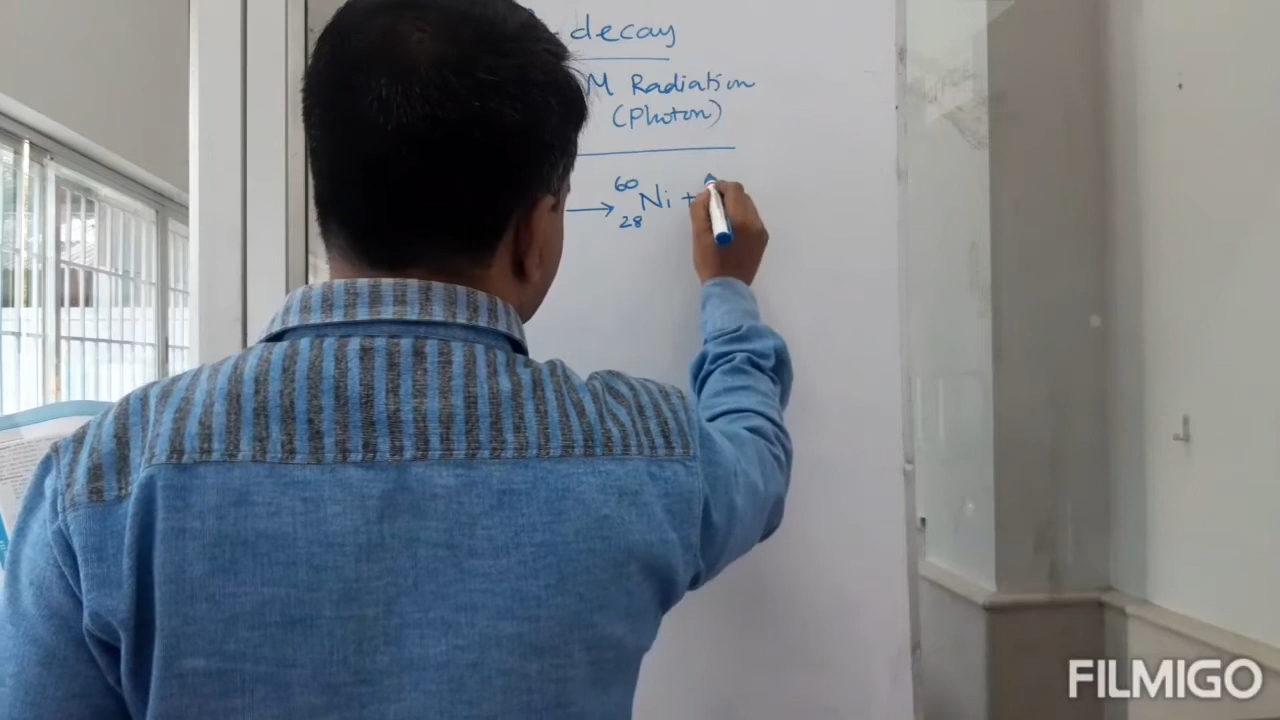 decay
M Radiation
(Photon)
→ ⁶⁰₂₈Ni +
FILMIGO